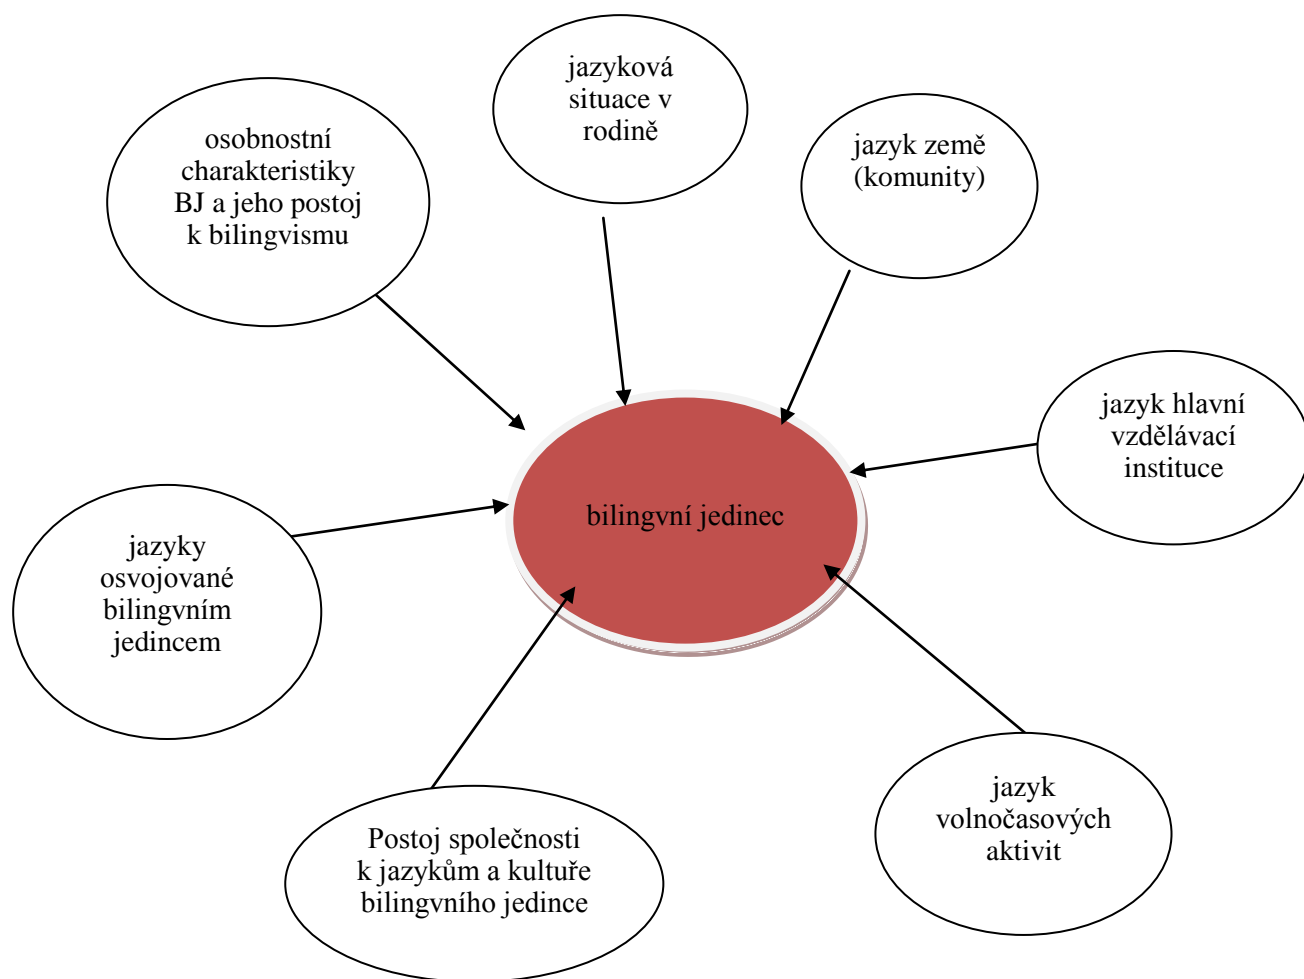 jazyková
situace v
rodině
osobnostní
charakteristiky
BJ a jeho postoj
k bilingvismu
jazyk země
(komunity)
jazyk hlavní
vzdělávací
instituce
bilingvní jedinec
jazyky
osvojované
bilingvním
jedincem
jazyk
volnočasových
aktivit
Postoj společnosti
k jazykům a kultuře
bilingvního jedince